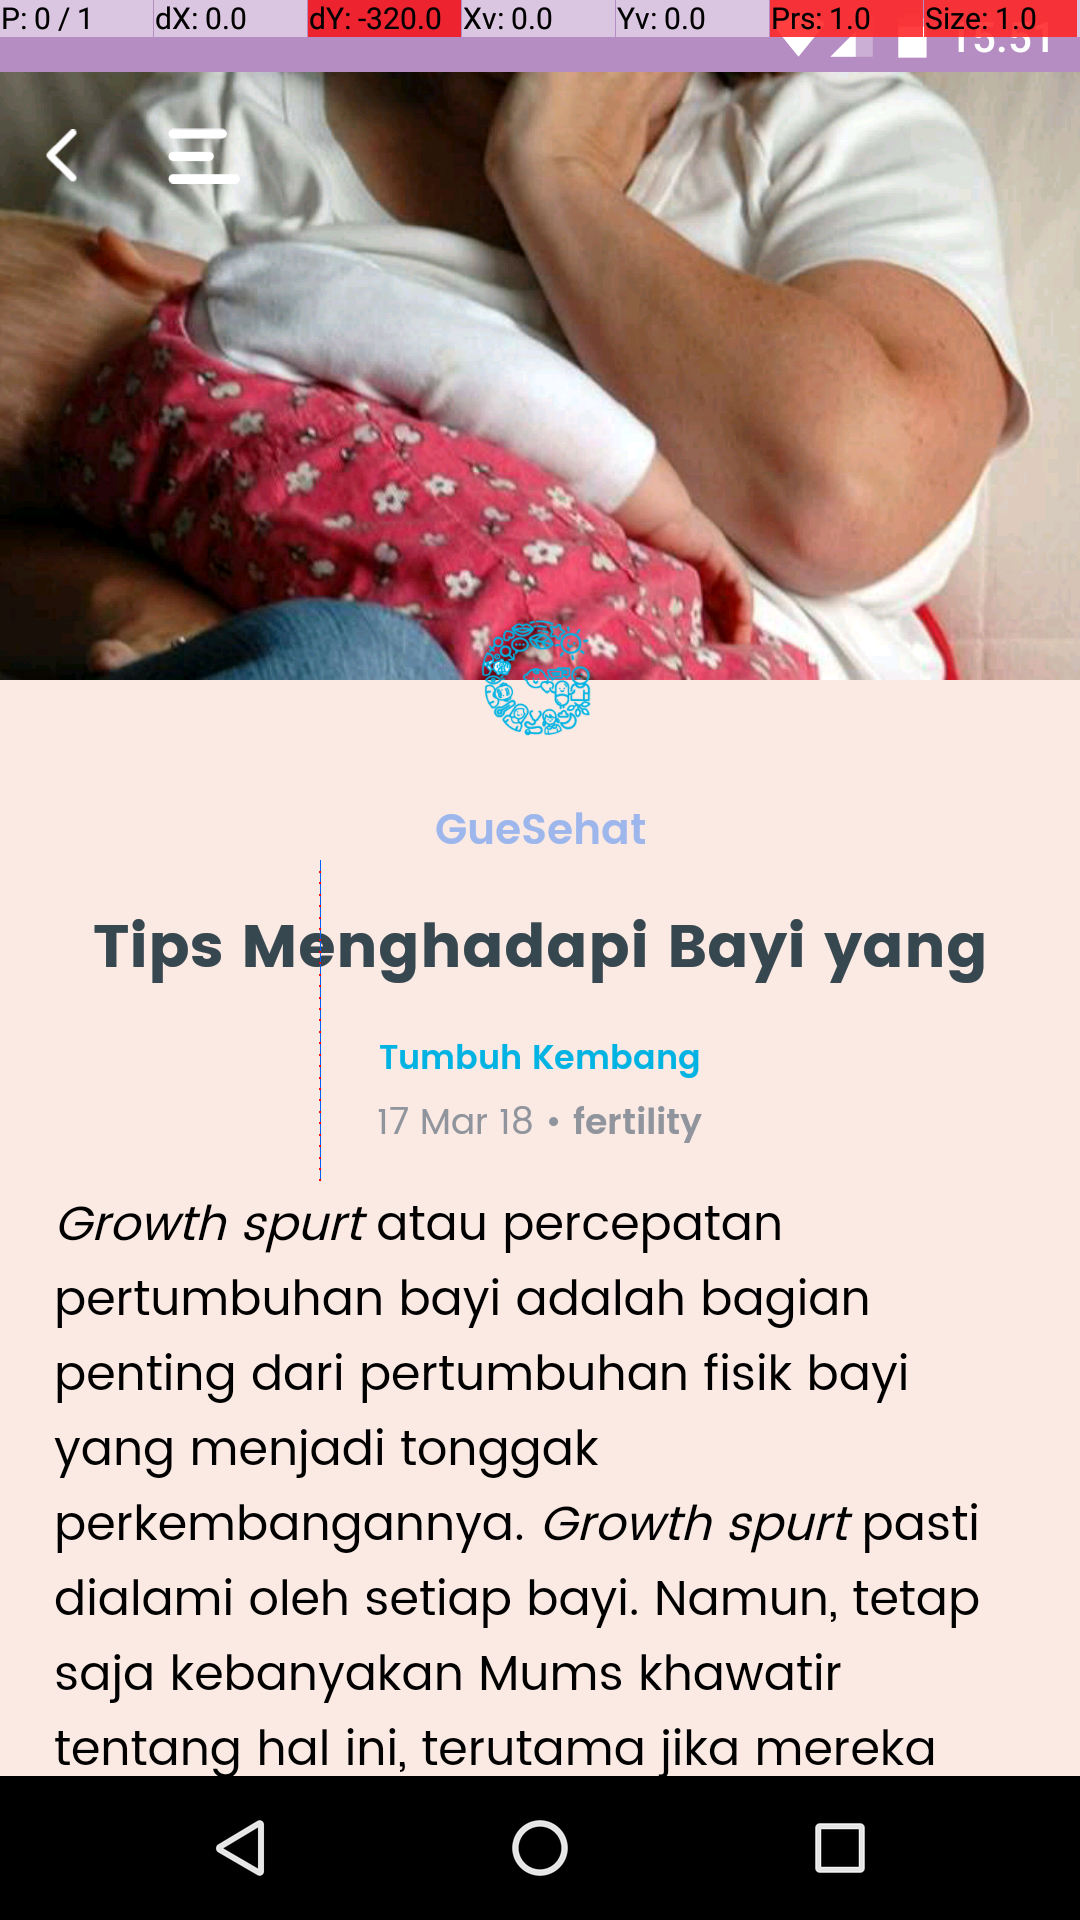 P: 0 / 1 dX: 0.0 dY: -320.0 Xv: 0.0 Yv: 0.0 Prs: 1.0 Size: 1.0
15:51
GueSehat
Tips Menghadapi Bayi yang
Tumbuh Kembang
17 Mar 18 • fertility
Growth spurt atau percepatan
pertumbuhan bayi adalah bagian
penting dari pertumbuhan fisik bayi
yang menjadi tonggak
perkembangannya. Growth spurt pasti
dialami oleh setiap bayi. Namun, tetap
saja kebanyakan Mums khawatir
tentang hal ini, terutama jika mereka